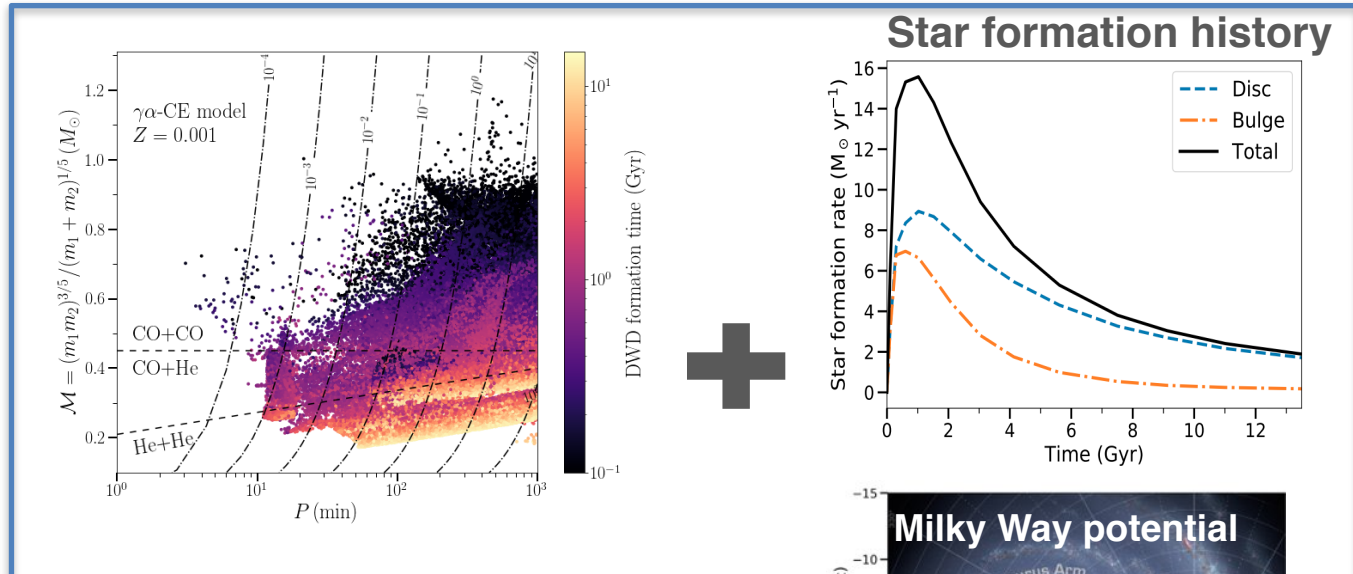 Star formation history
γα-CE model
Z = 0.001
10⁻⁴
10⁻³
10⁻²
10⁻¹
10⁰
CO+CO
CO+He
He+He
ℳ = (m₁m₂)³ᐟ⁵/(m₁ + m₂)¹ᐟ⁵ (M⊙)
1.2
1.0
0.8
0.6
0.4
0.2
10⁰ 10¹ 10² 10³
P (min)
10¹
10⁰
10⁻¹
DWD formation time (Gyr)
Star formation rate (M⊙ yr⁻¹)
16
14
12
10
8
6
4
2
0
Disc
Bulge
Total
0 2 4 6 8 10 12
Time (Gyr)
−15
Milky Way potential
−10
Arm